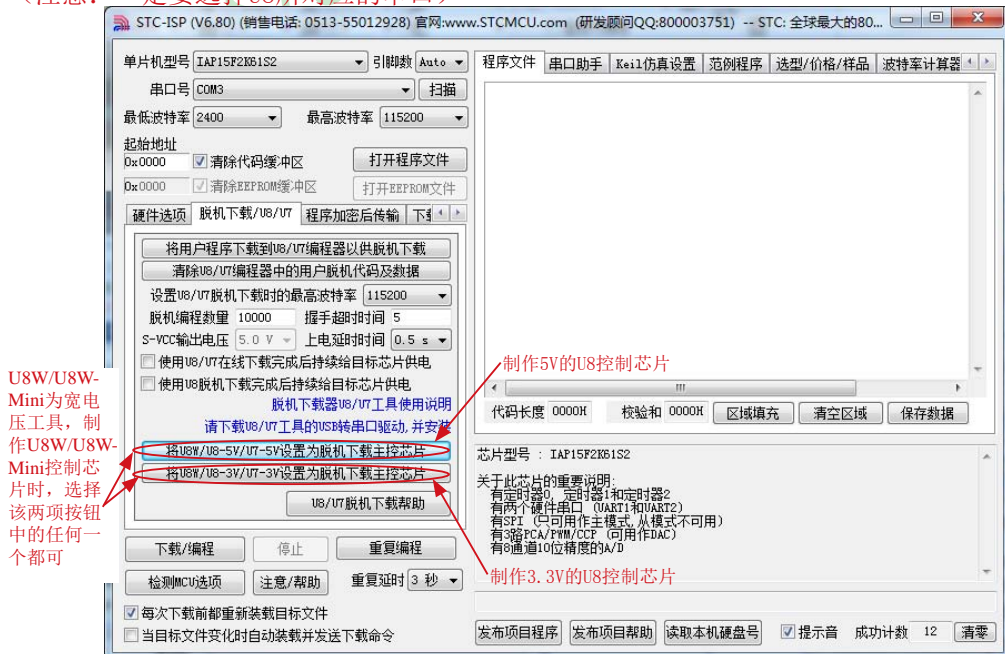 STC-ISP (V6.80) (销售电话: 0513-55012928) 官网:www.STCMCU.com (研发顾问QQ:800003751) -- STC: 全球最大的80...
单片机型号 IAP15F2K61S2 引脚数 Auto
串口号 COM3 扫描
最低波特率 2400 最高波特率 115200
起始地址
0x0000 清除代码缓冲区 打开程序文件
0x0000 清除EEPROM缓冲区 打开EEPROM文件
硬件选项 脱机下载/U8/U7 程序加密后传输
将用户程序下载到U8/U7编程器以供脱机下载
清除U8/U7编程器中的用户脱机代码及数据
设置U8/U7脱机下载时的最高波特率 115200
脱机编程数量 10000 握手超时时间 5
S-VCC输出电压 5.0 V 上电延时时间 0.5 s
使用U8/U7在线下载完成后持续给目标芯片供电
使用U8脱机下载完成后持续给目标芯片供电
脱机下载器U8/U7工具使用说明
请下载U8/U7工具的USB转串口驱动,并安装
将U8W/U8-5V/U7-5V设置为脱机下载主控芯片
将U8W/U8-3V/U7-3V设置为脱机下载主控芯片
U8/U7脱机下载帮助
下载/编程 停止 重复编程
检测MCU选项 注意/帮助 重复延时 3 秒
每次下载前都重新装载目标文件
当目标文件变化时自动装载并发送下载命令
U8W/U8W-
Mini为宽电
压工具，制
作U8W/U8W-
Mini控制芯
片时，选择
该两项按钮
中的任何一
个都可
程序文件 串口助手 Keil仿真设置 范例程序 选型/价格/样品 波特率计算器
制作5V的U8控制芯片
代码长度 0000H 校验和 0000H 区域填充 清空区域 保存数据
芯片型号 : IAP15F2K61S2
关于此芯片的重要说明:
有定时器0, 定时器1和定时器2
有两个硬件串口 (UART1和UART2)
有SPI (只可用作主模式,从模式不可用)
有3路PCA/PWM/CCP (可用作DAC)
有8通道10位精度的A/D
制作3.3V的U8控制芯片
发布项目程序 发布项目帮助 读取本机硬盘号 提示音 成功计数 12 清零